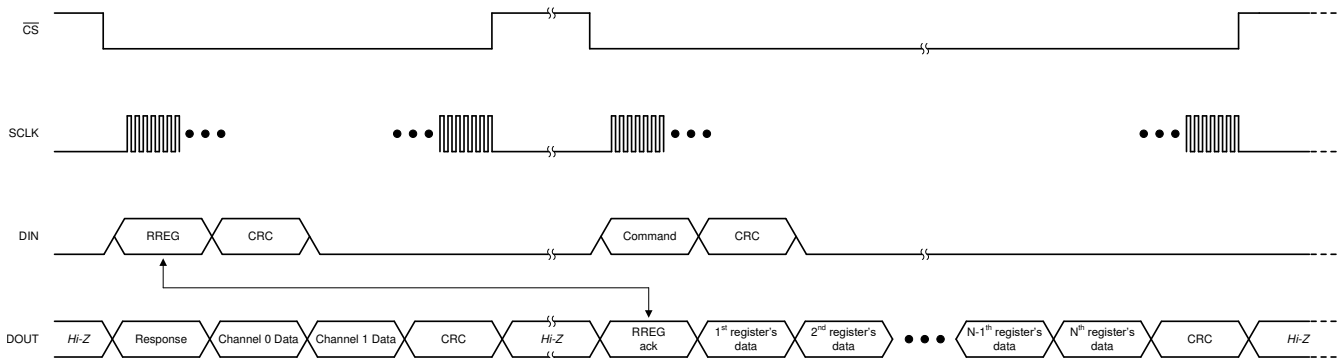 CS
SCLK
DIN
RREG
CRC
Command
CRC
DOUT
Hi-Z
Response
Channel 0 Data
Channel 1 Data
CRC
Hi-Z
RREG
ack
1st register's
data
2nd register's
data
N-1th register's
data
Nth register's
data
CRC
Hi-Z